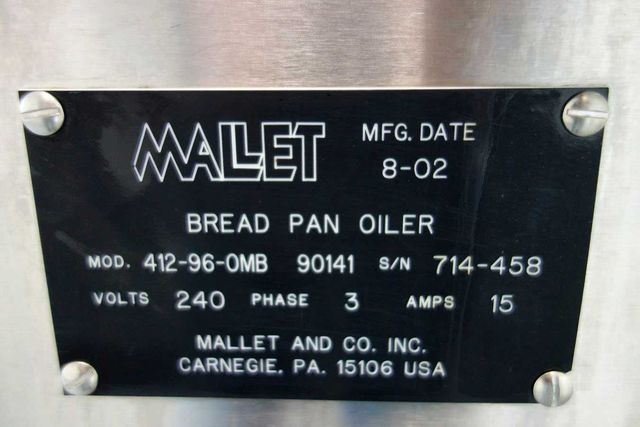 MALLET MFG. DATE
8-02
BREAD PAN OILER
MOD. 412-96-OMB 90141 S/N 714-458
VOLTS 240 PHASE 3 AMPS 15
MALLET AND CO. INC.
CARNEGIE, PA. 15106 USA